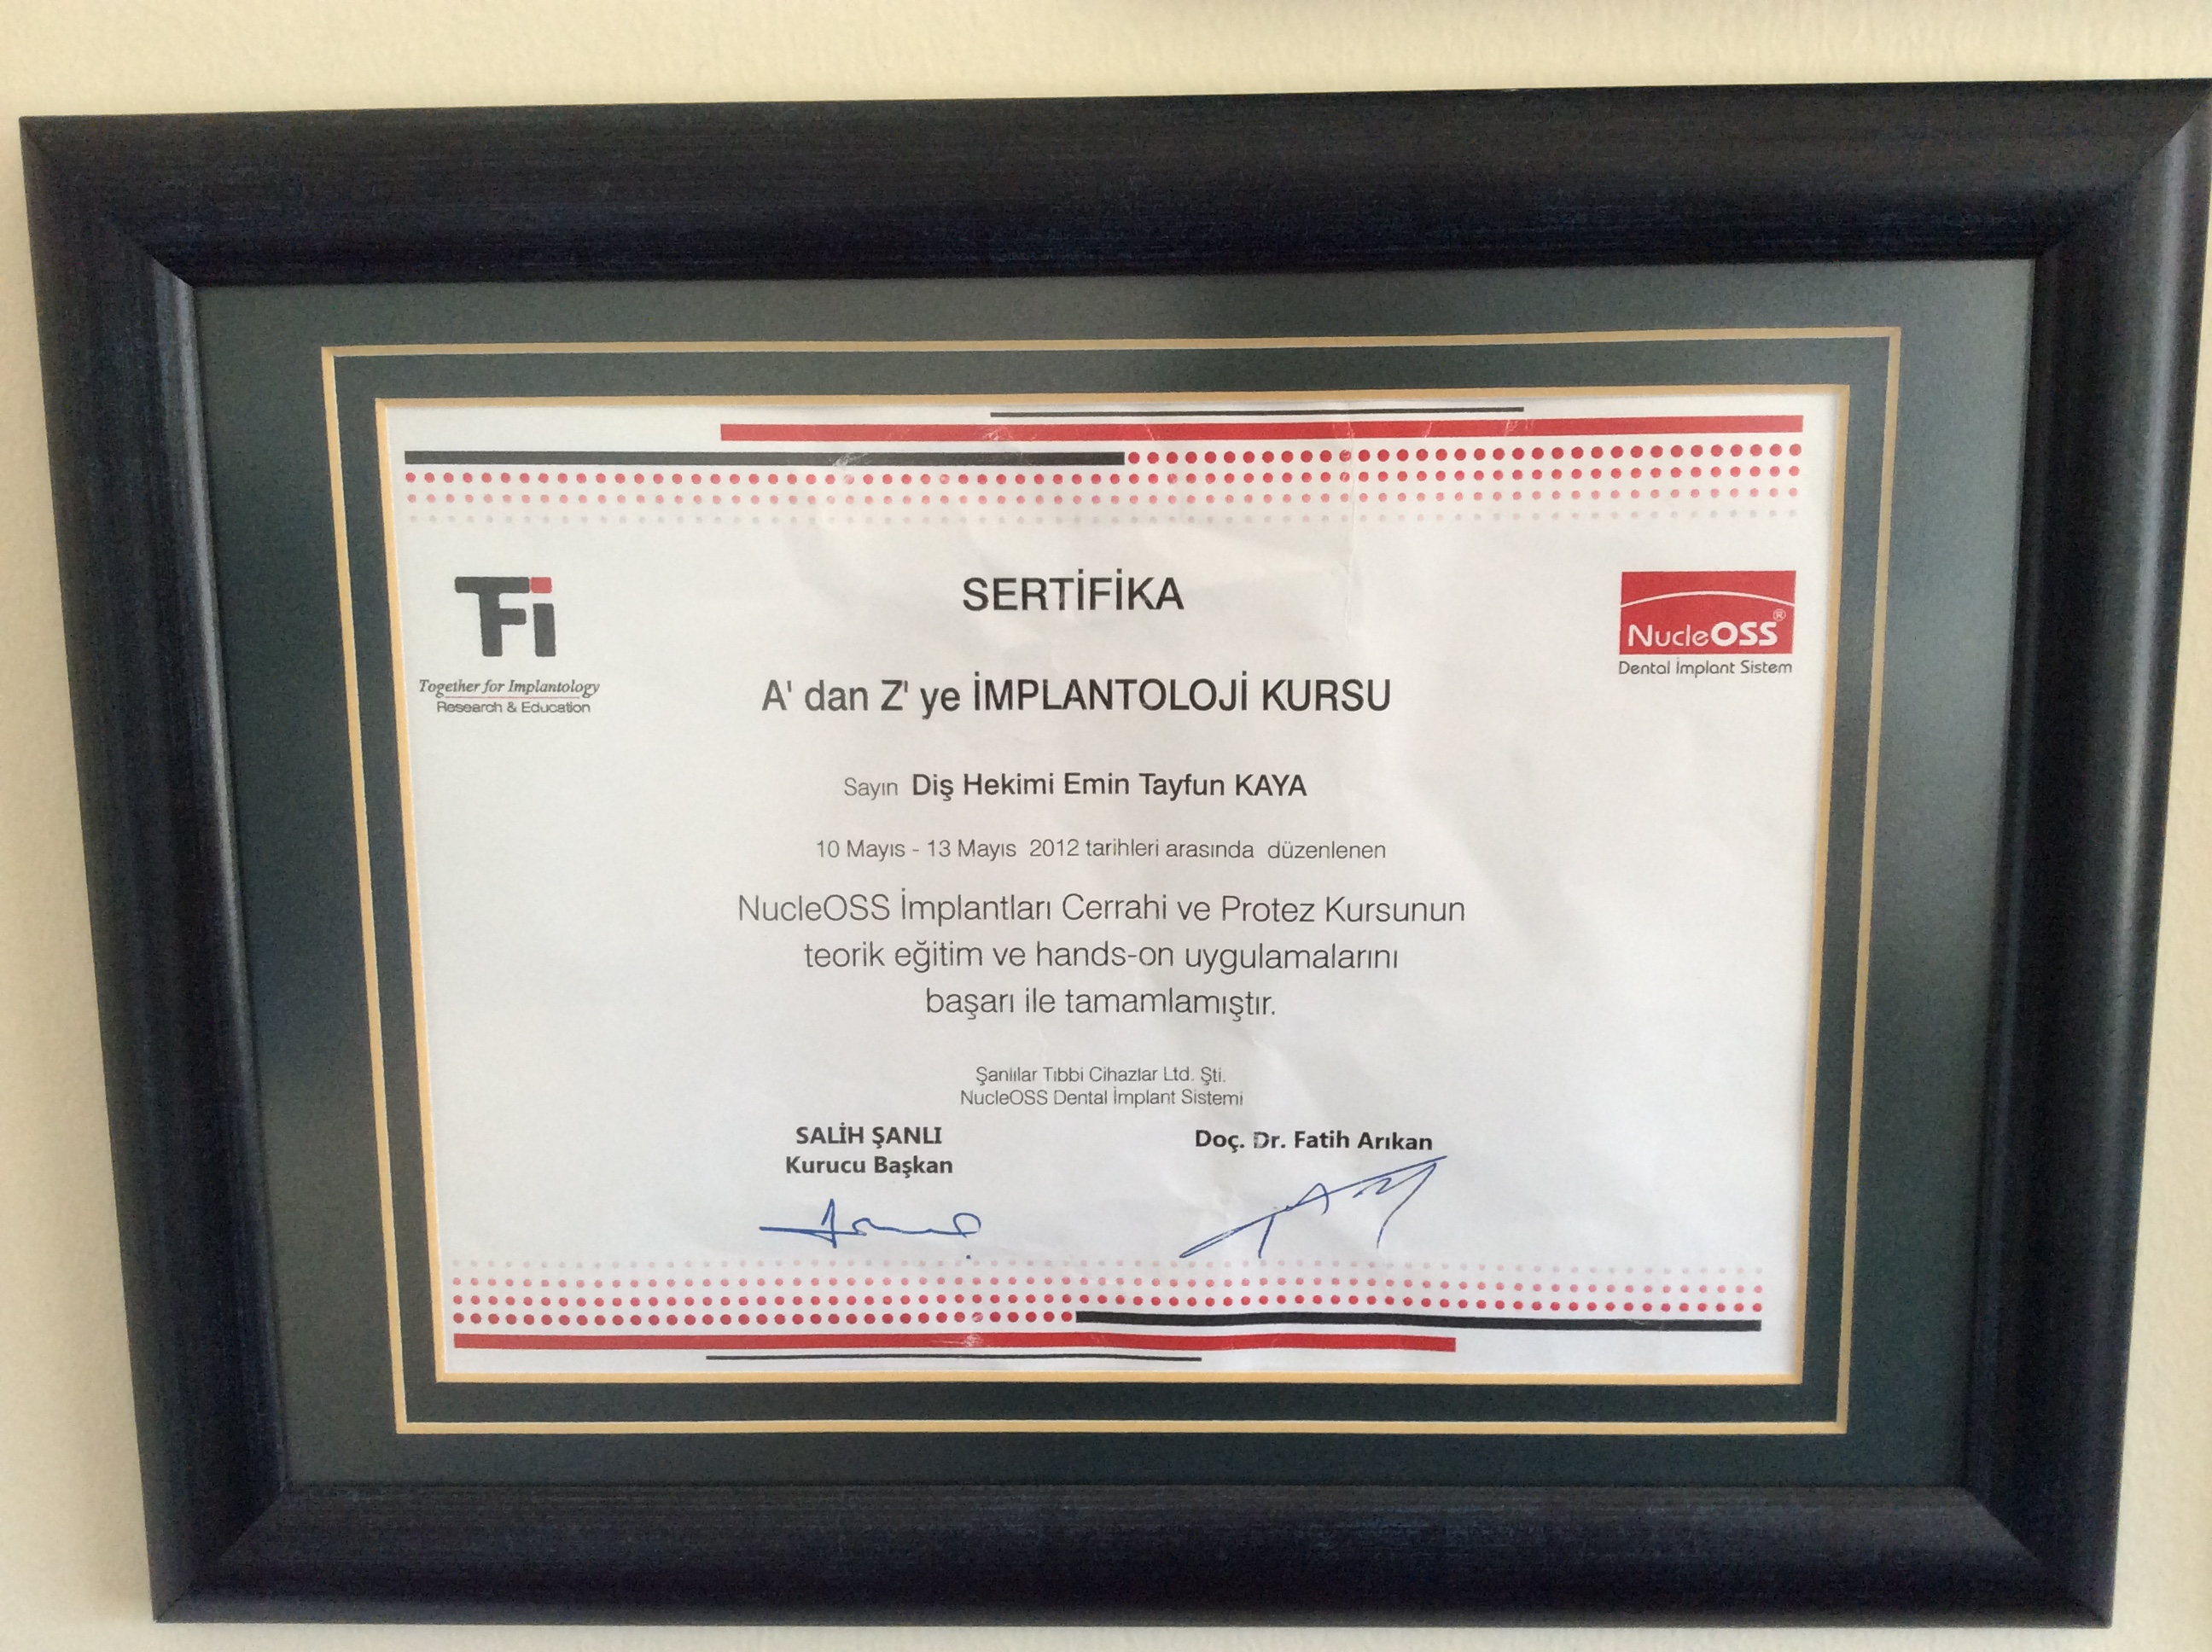 TFi
Together for Implantology
Research & Education
SERTİFİKA
NucleOSS®
Dental İmplant Sistem
A' dan Z' ye İMPLANTOLOJİ KURSU
Sayın Diş Hekimi Emin Tayfun KAYA
10 Mayıs - 13 Mayıs 2012 tarihleri arasında düzenlenen
NucleOSS İmplantları Cerrahi ve Protez Kursunun
teorik eğitim ve hands-on uygulamalarını
başarı ile tamamlamıştır.
Şanlılar Tıbbi Cihazlar Ltd. Şti.
NucleOSS Dental İmplant Sistemi
SALİH ŞANLI
Kurucu Başkan
Doç. Dr. Fatih Arıkan